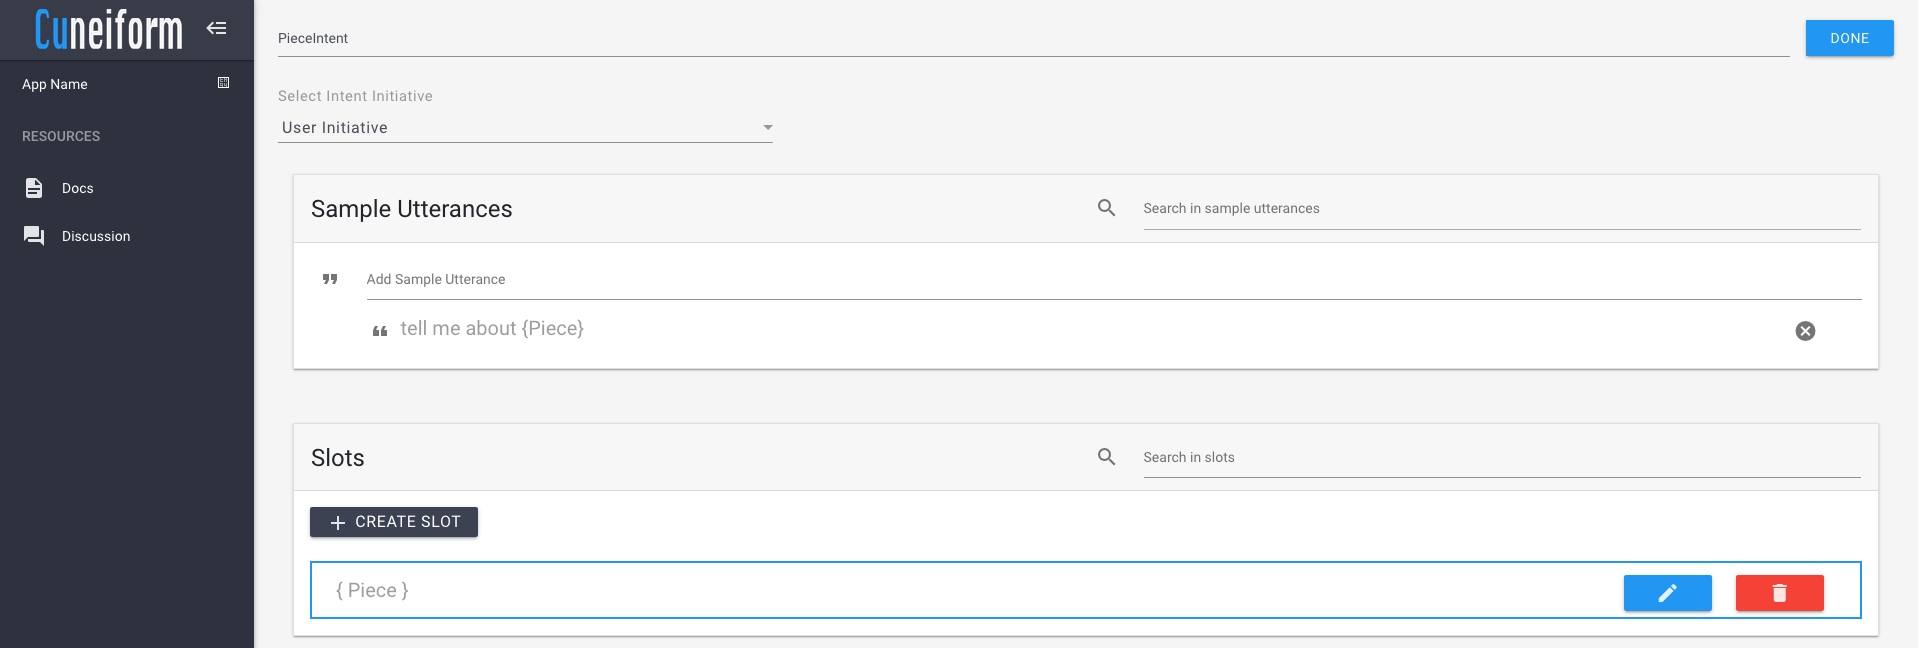 Cuneiform
App Name
RESOURCES
Docs
Discussion
PieceIntent
DONE
Select Intent Initiative
User Initiative
Sample Utterances
Search in sample utterances
Add Sample Utterance
tell me about {Piece}
Slots
Search in slots
CREATE SLOT
{ Piece }